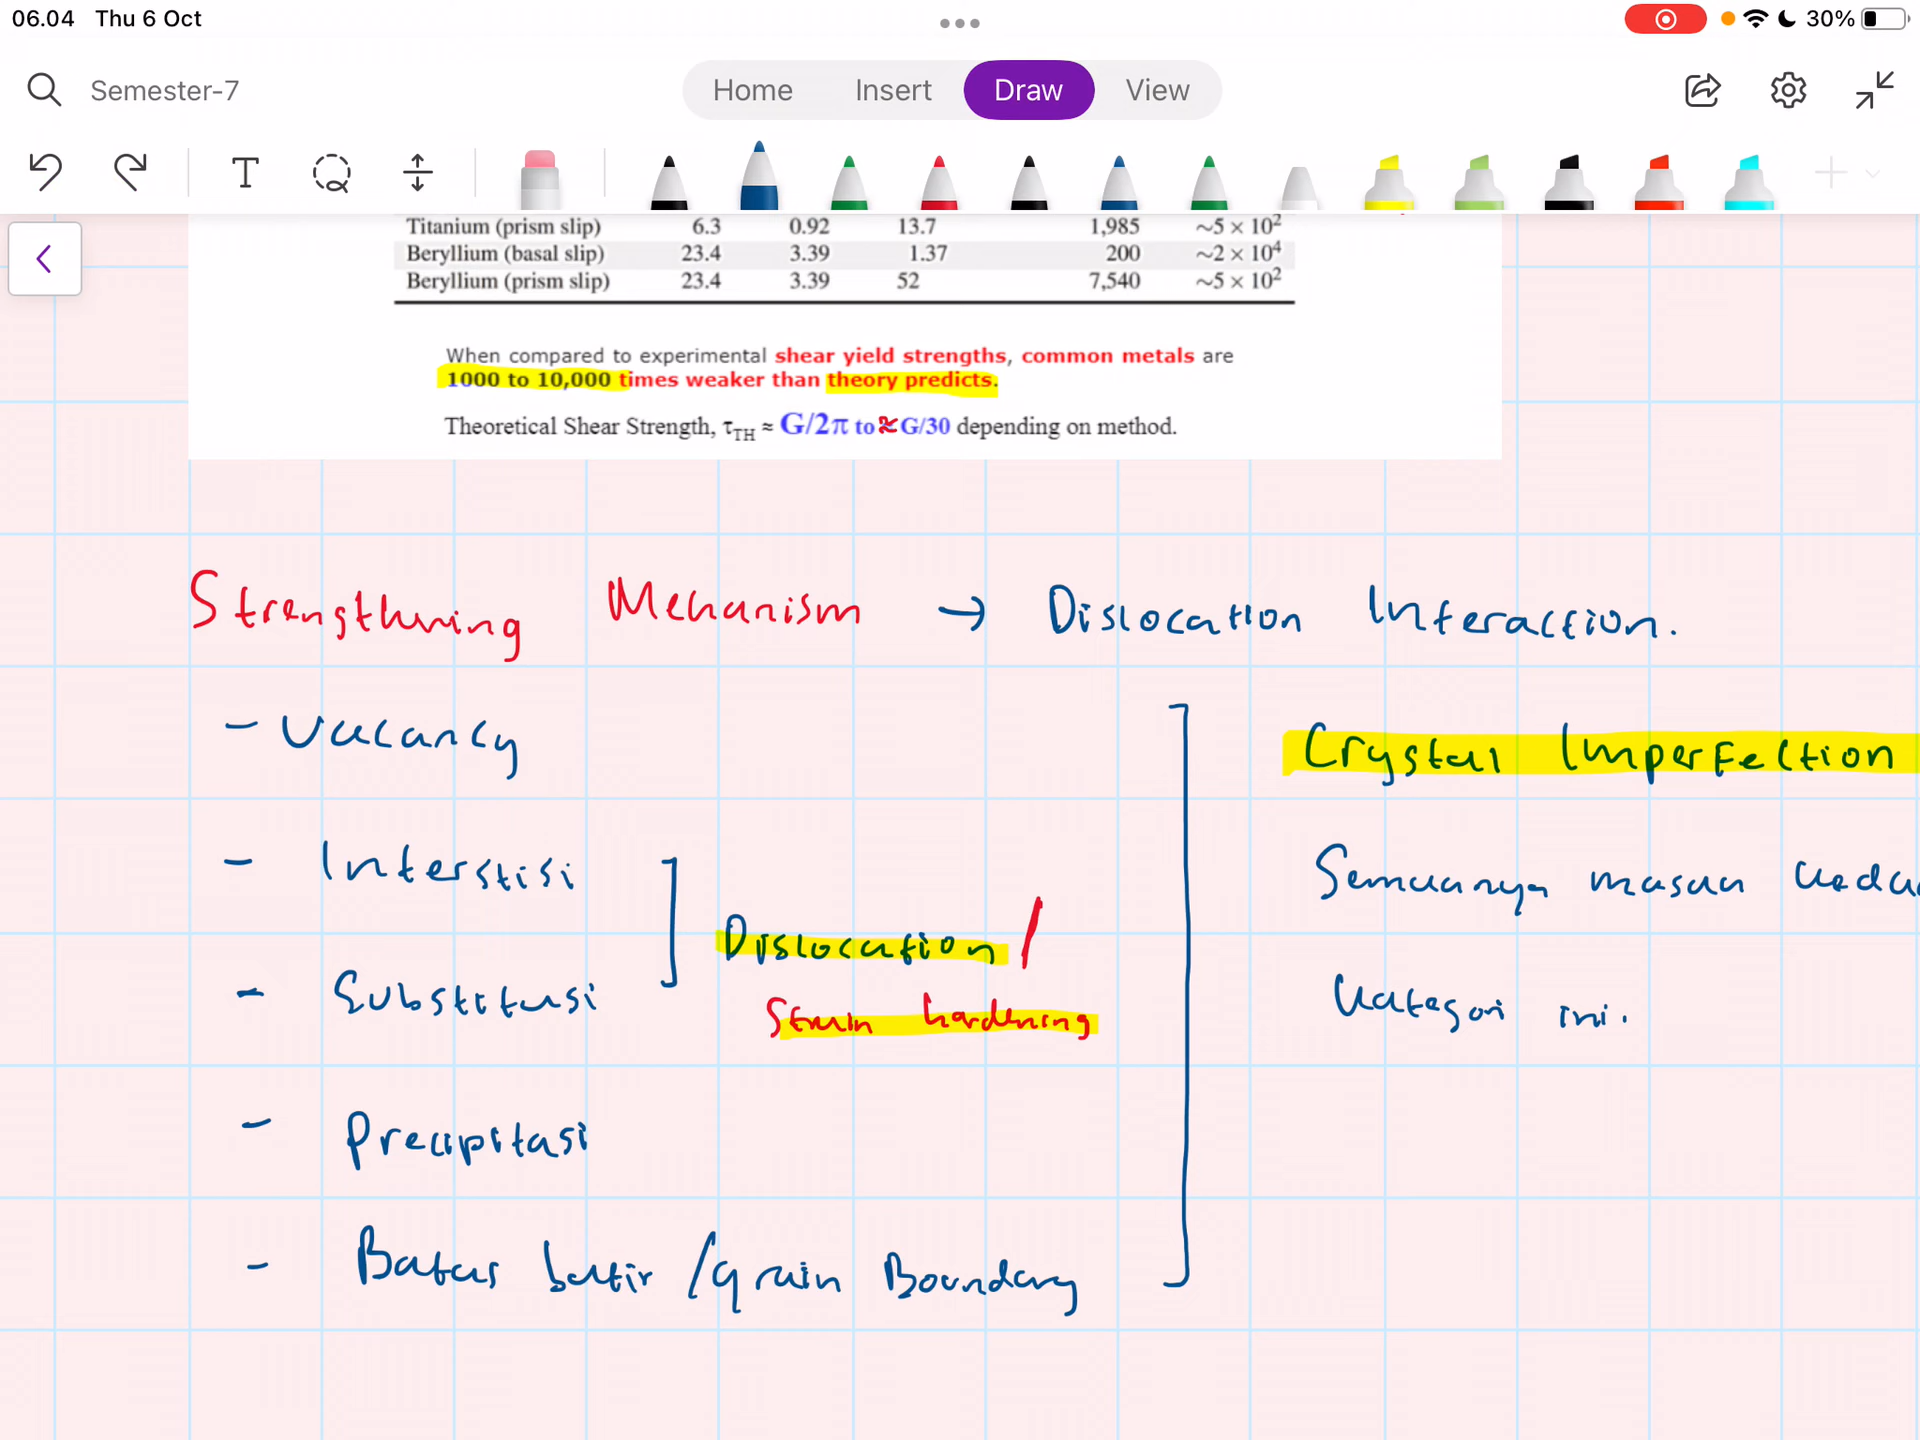 06.04 Thu 6 Oct
30%
Semester-7
Home Insert Draw View
T
Titanium (prism slip) 6.3 0.92 13.7 1,985 ~5 × 10²
Beryllium (basal slip) 23.4 3.39 1.37 200 ~2 × 10⁴
Beryllium (prism slip) 23.4 3.39 52 7,540 ~5 × 10²
When compared to experimental shear yield strengths, common metals are
1000 to 10,000 times weaker than theory predicts.
Theoretical Shear Strength, τTH ≈ G/2π to ≈ G/30 depending on method.
Strengthning Mehanism → Dislocation Interaction.
- Vacancy
Crystal Imperfection
- Interstisi
Semuanya masuk
Dislocation /
- Substitusi
Strain hardening
Kategori ini.
- Precipitasi
- Batas butir / grain Boundary